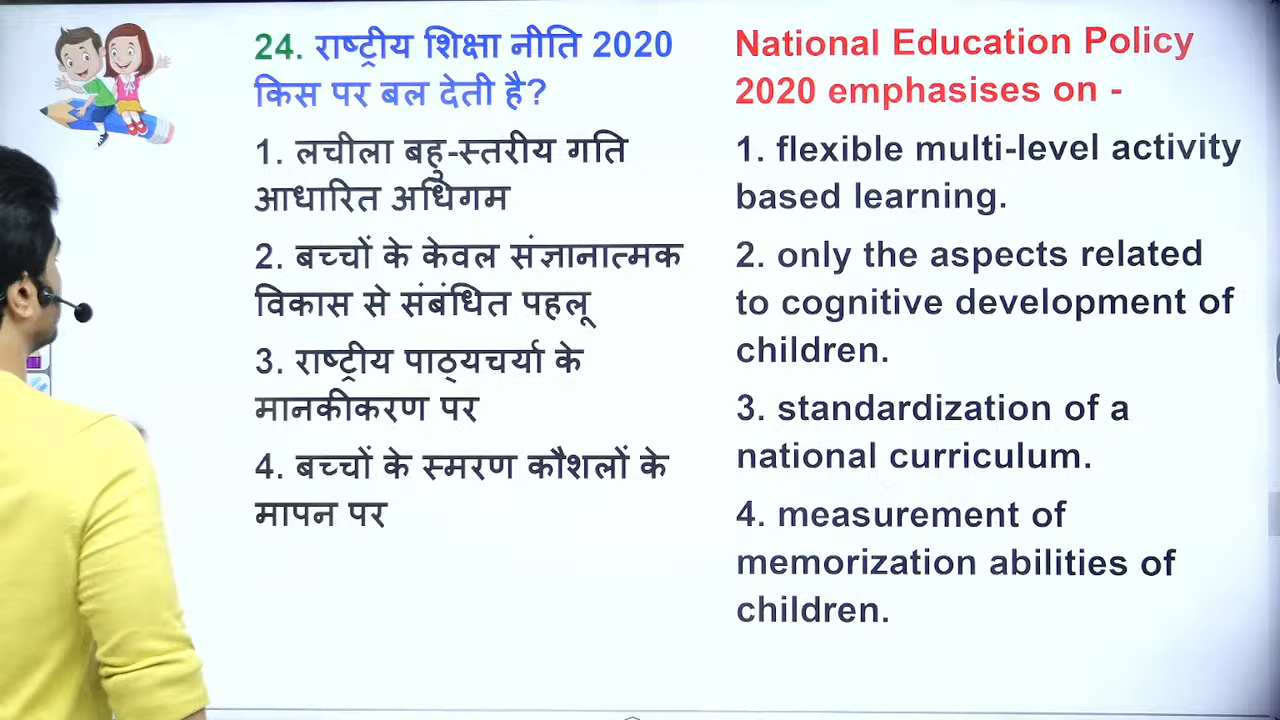 24. राष्ट्रीय शिक्षा नीति 2020
किस पर बल देती है?
1. लचीला बहु-स्तरीय गति
आधारित अधिगम
2. बच्चों के केवल संज्ञानात्मक
विकास से संबंधित पहलू
3. राष्ट्रीय पाठ्यचर्या के
मानकीकरण पर
4. बच्चों के स्मरण कौशलों के
मापन पर
National Education Policy
2020 emphasises on -
1. flexible multi-level activity
based learning.
2. only the aspects related
to cognitive development of
children.
3. standardization of a
national curriculum.
4. measurement of
memorization abilities of
children.